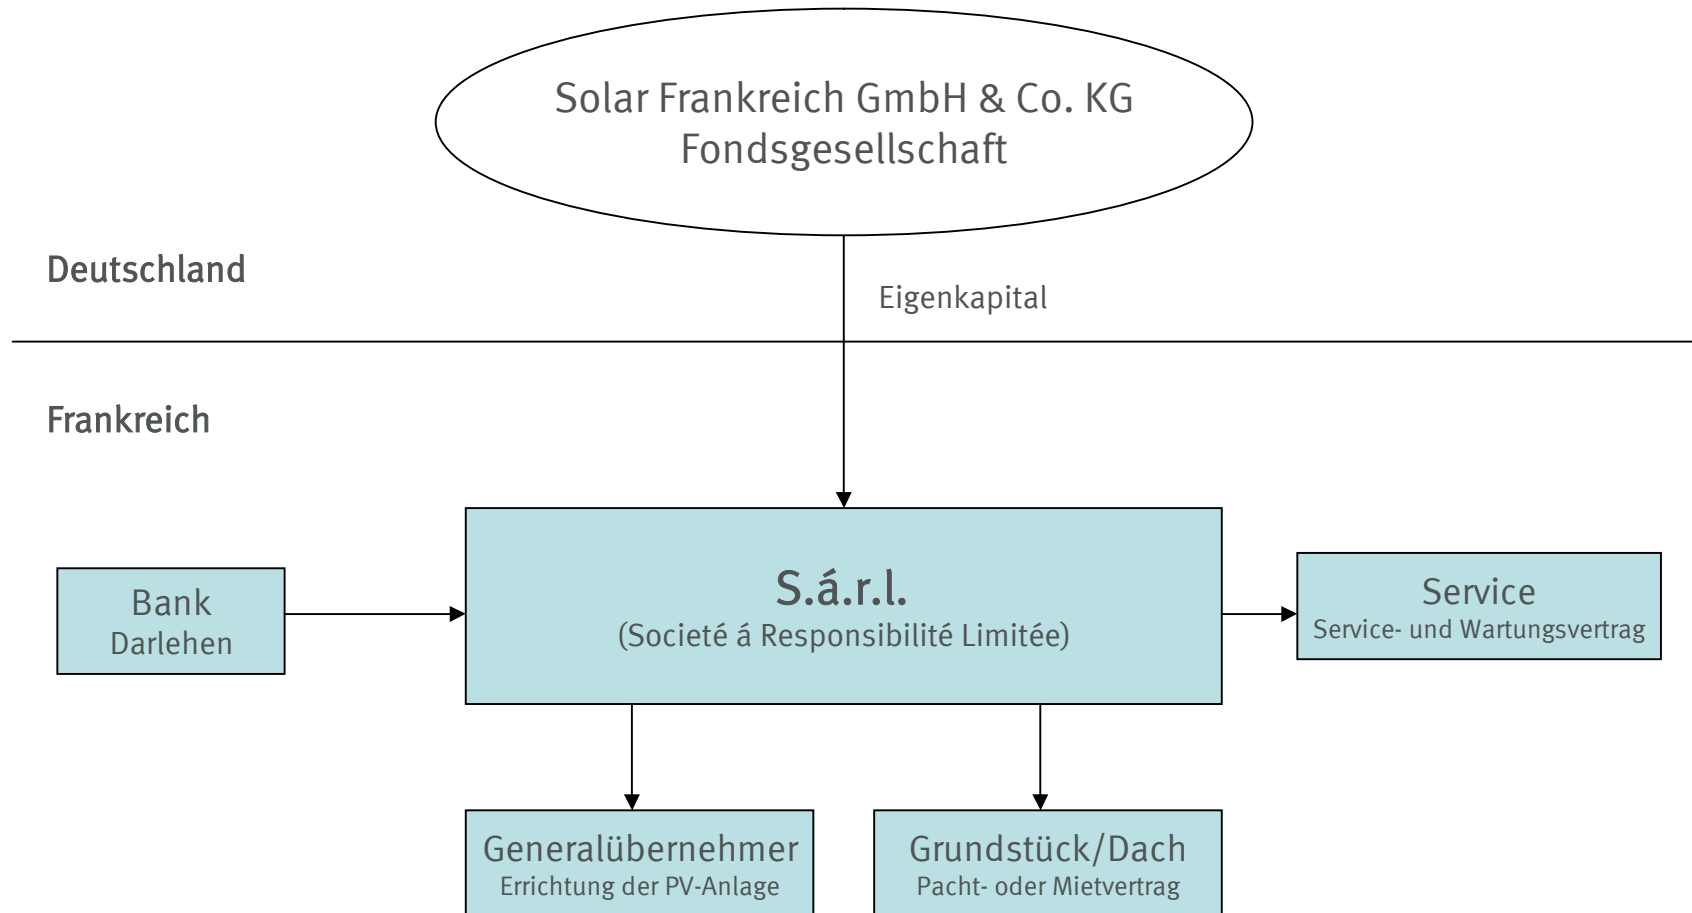 Solar Frankreich GmbH & Co. KG
Fondsgesellschaft
Deutschland
Eigenkapital
Frankreich
Bank
Darlehen
S.á.r.l.
(Societé á Responsibilité Limitée)
Service
Service- und Wartungsvertrag
Generalübernehmer
Errichtung der PV-Anlage
Grundstück/Dach
Pacht- oder Mietvertrag